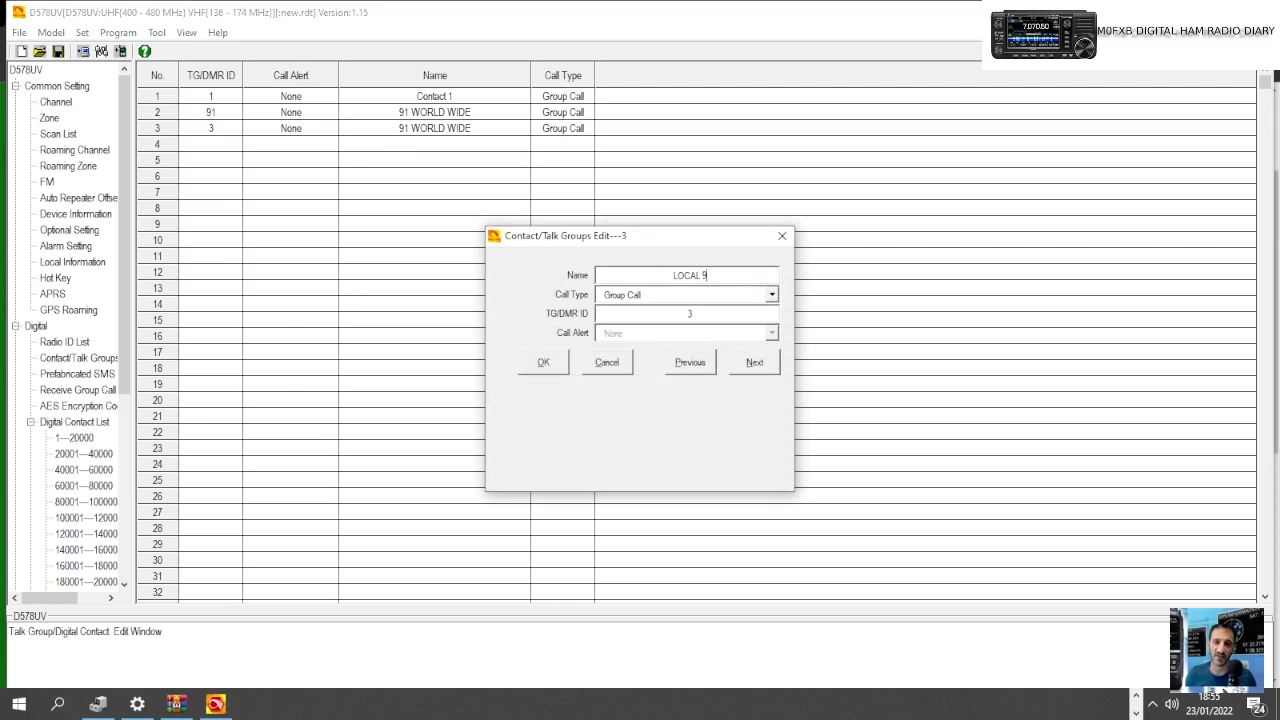 D578UV[D578UV:UHF{400 - 480 MHz} VHF{136 - 174 MHz}][:new.rdt] Version:1.15
File Model Set Program Tool View Help
7,070.50
M0FXB DIGITAL HAM RADIO DIARY
D578UV
Common Setting
Channel
Zone
Scan List
Roaming Channel
Roaming Zone
FM
Auto Repeater Offse
Device Information
Optional Setting
Alarm Setting
Local Information
Hot Key
APRS
GPS Roaming
Digital
Radio ID List
Contact/Talk Groups
Prefabricated SMS
Receive Group Call
AES Encryption Co
Digital Contact List
1---20000
20001---40000
40001---60000
60001---80000
80001---100000
100001---12000
120001---14000
140001---16000
160001---18000
180001---20000
No. TG/DMR ID Call Alert Name Call Type
1 1 None Contact 1 Group Call
2 91 None 91 WORLD WIDE Group Call
3 3 None 91 WORLD WIDE Group Call
4
5
6
7
8
9
10
11
12
13
14
15
16
17
18
19
20
21
22
23
24
25
26
27
28
29
30
31
32
Contact/Talk Groups Edit---3
Name LOCAL 9
Call Type Group Call
TG/DMR ID 3
Call Alert None
OK Cancel Previous Next
D578UV
Talk Group/Digital Contact Edit Window
18:55
23/01/2022
24